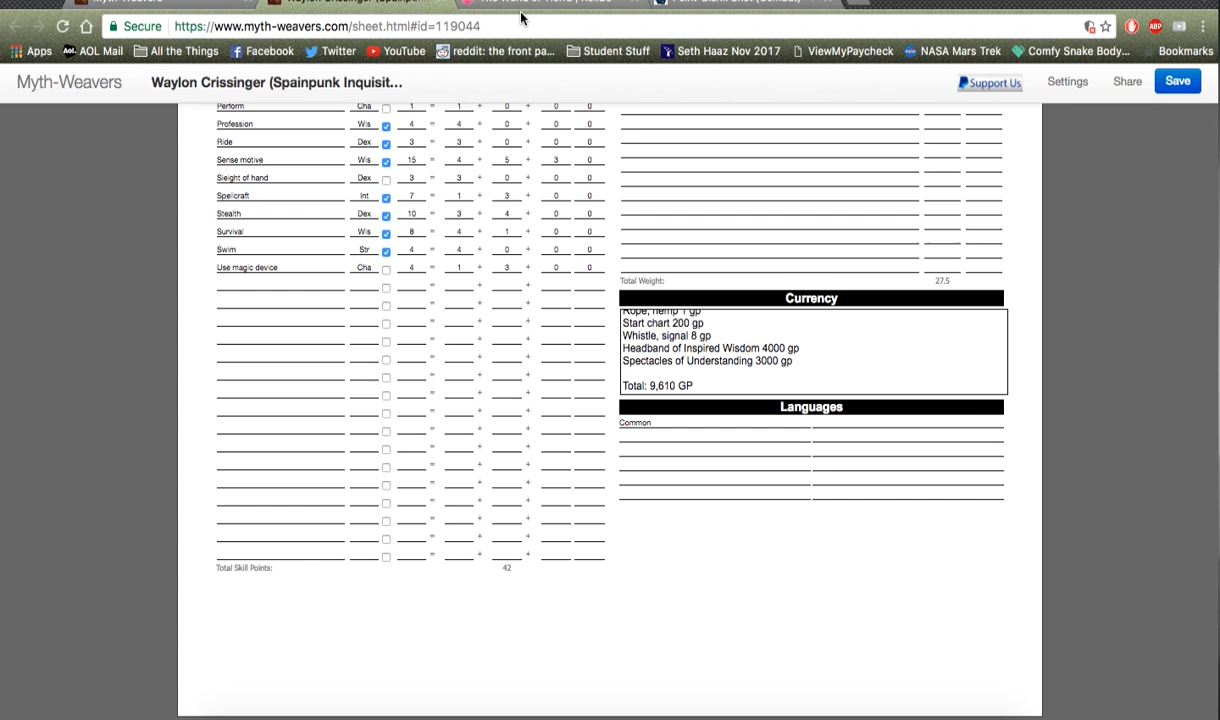 Myth-Weavers
Secure https://www.myth-weavers.com/sheet.html#id=119044
Apps AOL Mail All the Things Facebook Twitter YouTube reddit: the front pa... Student Stuff Seth Haaz Nov 2017 ViewMyPaycheck NASA Mars Trek Comfy Snake Body... Bookmarks
Myth-Weavers Waylon Crissinger (Spainpunk Inquisit... Support Us Settings Share Save
Perform Cha 1 = 1 + 0 + 0 0
Profession Wis 4 = 4 + 0 + 0 0
Ride Dex 3 = 3 + 0 + 0 0
Sense motive Wis 15 = 4 + 5 + 3 0
Sleight of hand Dex 3 = 3 + 0 + 0 0
Spellcraft Int 7 = 1 + 3 + 0 0
Stealth Dex 10 = 3 + 4 + 0 0
Survival Wis 8 = 4 + 1 + 0 0
Swim Str 4 = 4 + 0 + 0 0
Use magic device Cha 4 = 1 + 3 + 0 0
Total Skill Points: 42
Total Weight: 27.5
Currency
Rope, hemp 1 gp
Start chart 200 gp
Whistle, signal 8 gp
Headband of Inspired Wisdom 4000 gp
Spectacles of Understanding 3000 gp
Total: 9,610 GP
Languages
Common